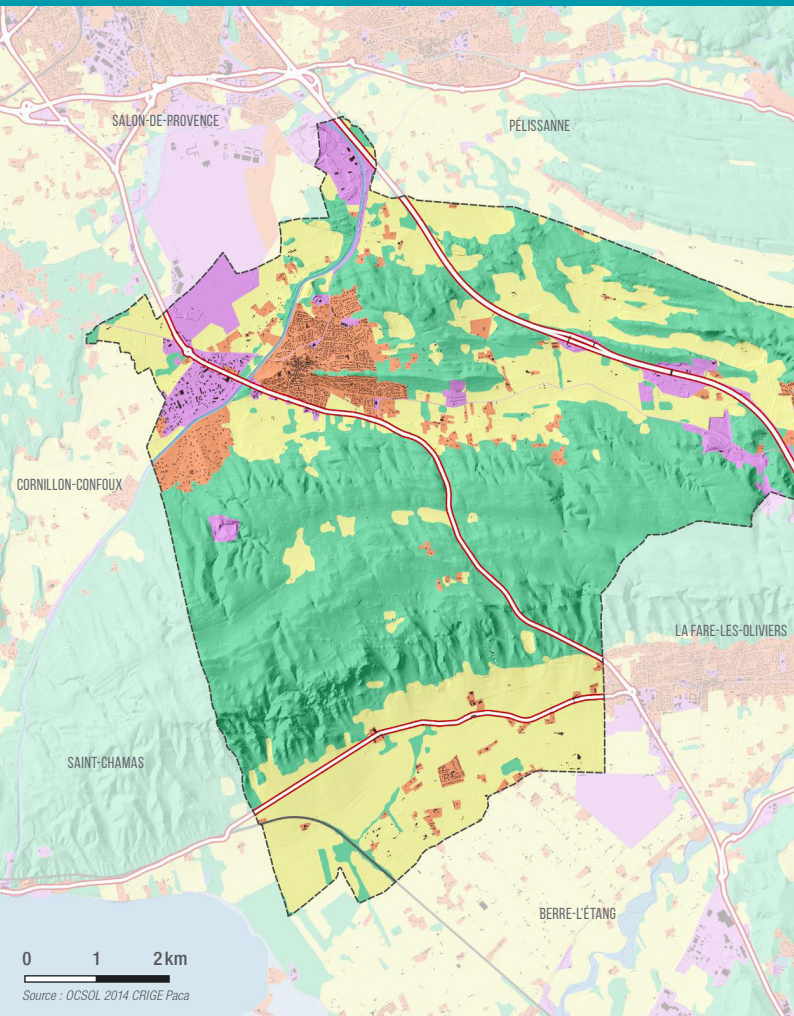 SALON-DE-PROVENCE
PÉLISSANNE
CORNILLON-CONFOUX
LA FARE-LES-OLIVIERS
SAINT-CHAMAS
BERRE-L'ÉTANG
0 1 2 km
Source : OCSOL 2014 CRIGE Paca